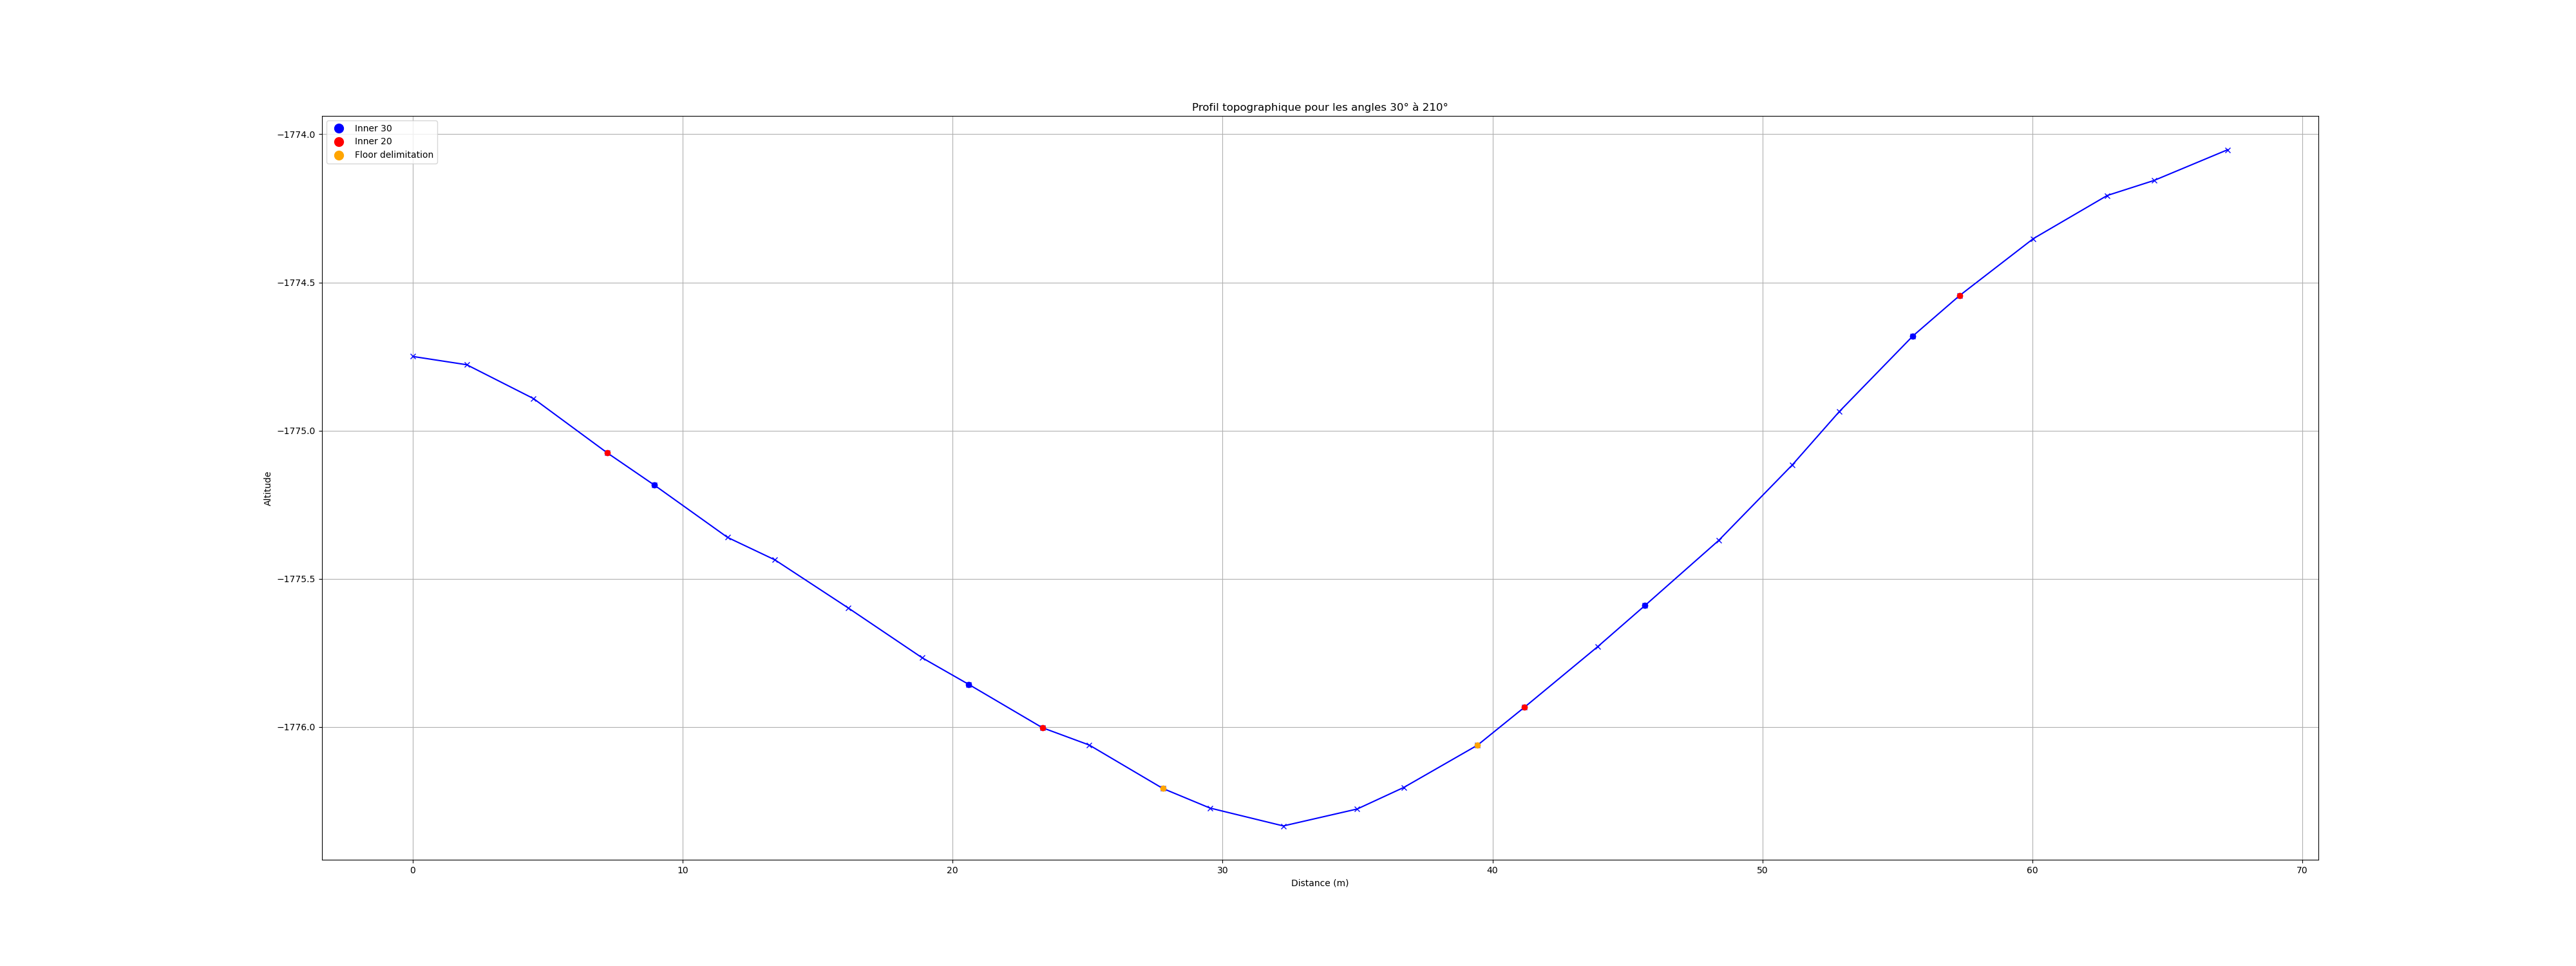 Profil topographique pour les angles 30° à 210°
Inner 30
Inner 20
Floor delimitation
−1774.0
−1774.5
−1775.0
−1775.5
−1776.0
Altitude
0 10 20 30 40 50 60 70
Distance (m)